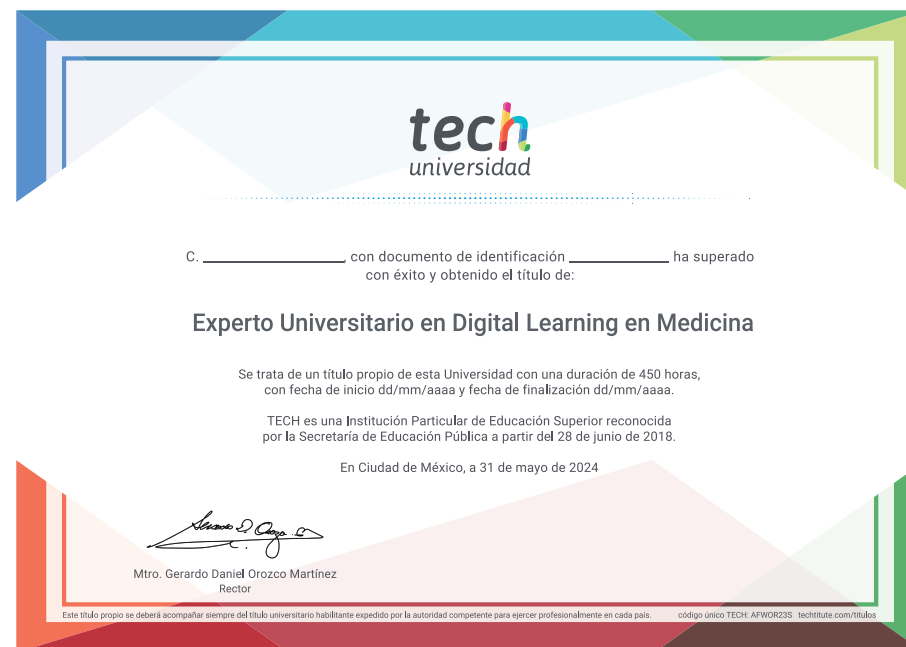 tech
universidad
C. ____________________, con documento de identificación ______________ ha superado
con éxito y obtenido el título de:
Experto Universitario en Digital Learning en Medicina
Se trata de un título propio de esta Universidad con una duración de 450 horas,
con fecha de inicio dd/mm/aaaa y fecha de finalización dd/mm/aaaa.
TECH es una Institución Particular de Educación Superior reconocida
por la Secretaría de Educación Pública a partir del 28 de junio de 2018.
En Ciudad de México, a 31 de mayo de 2024
Mtro. Gerardo Daniel Orozco Martínez
Rector
Este título propio se deberá acompañar siempre del título universitario habilitante expedido por la autoridad competente para ejercer profesionalmente en cada país. código único TECH: AFWOR23S techtitute.com/titulos